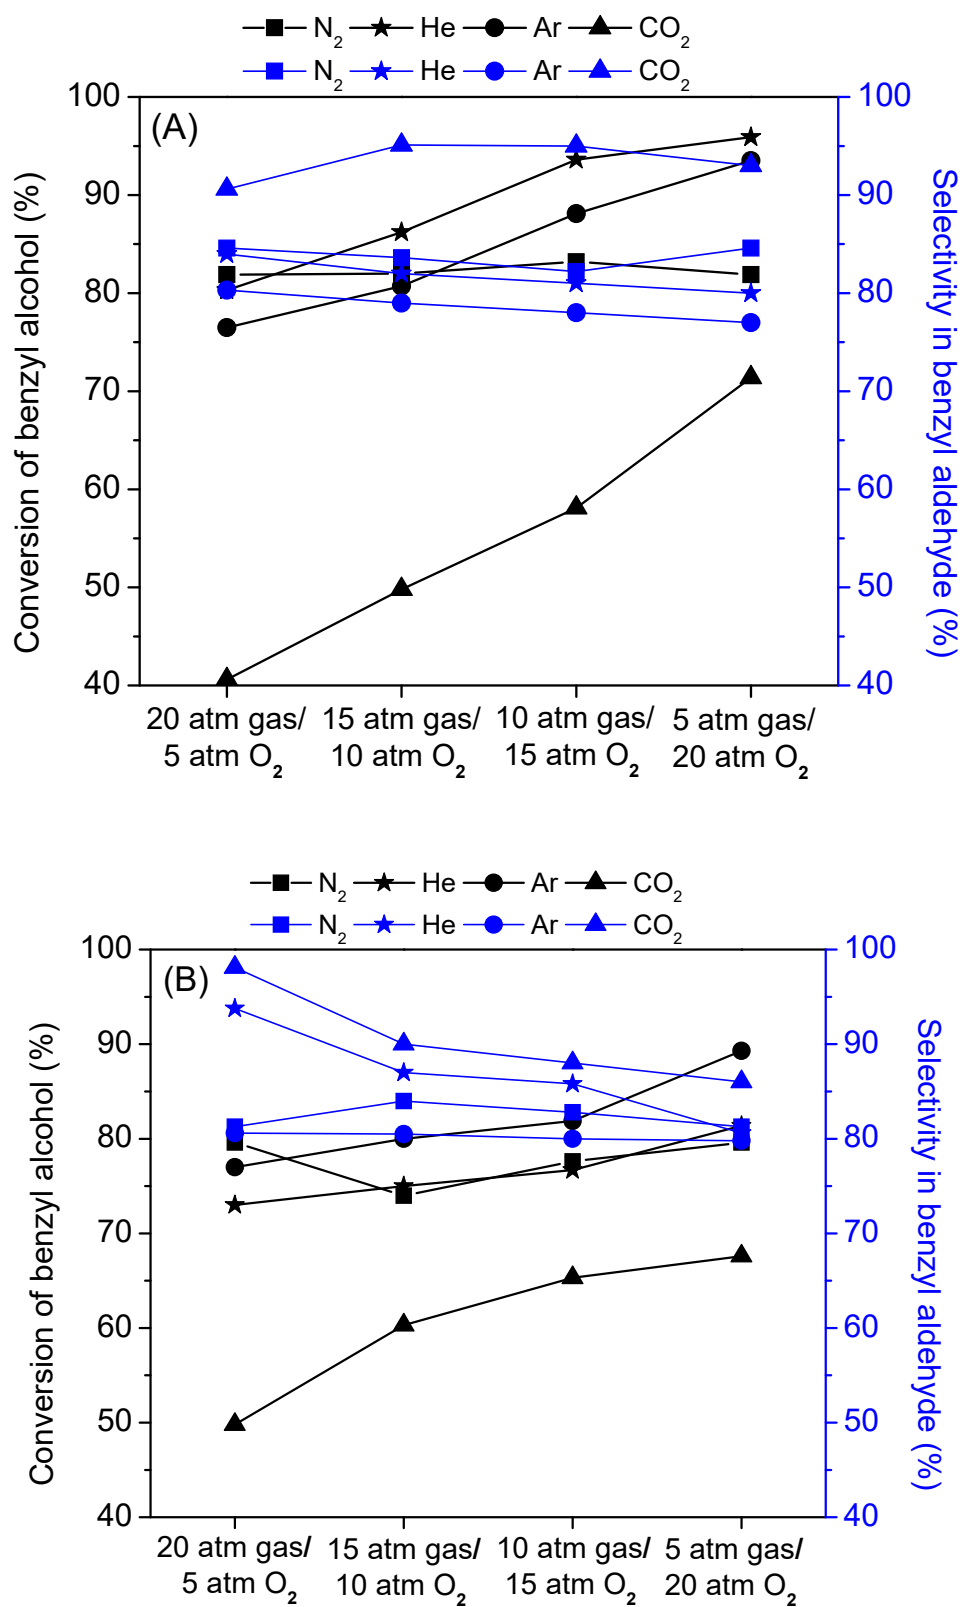 N2 He Ar CO2
N2 He Ar CO2
(A)
100 100
90 90
80 80
70 70
60 60
50 50
40 40
Conversion of benzyl alcohol (%)
Selectivity in benzyl aldehyde (%)
20 atm gas/ 15 atm gas/ 10 atm gas/ 5 atm gas/
5 atm O2 10 atm O2 15 atm O2 20 atm O2
N2 He Ar CO2
N2 He Ar CO2
(B)
100 100
90 90
80 80
70 70
60 60
50 50
40 40
Conversion of benzyl alcohol (%)
Selectivity in benzyl aldehyde (%)
20 atm gas/ 15 atm gas/ 10 atm gas/ 5 atm gas/
5 atm O2 10 atm O2 15 atm O2 20 atm O2